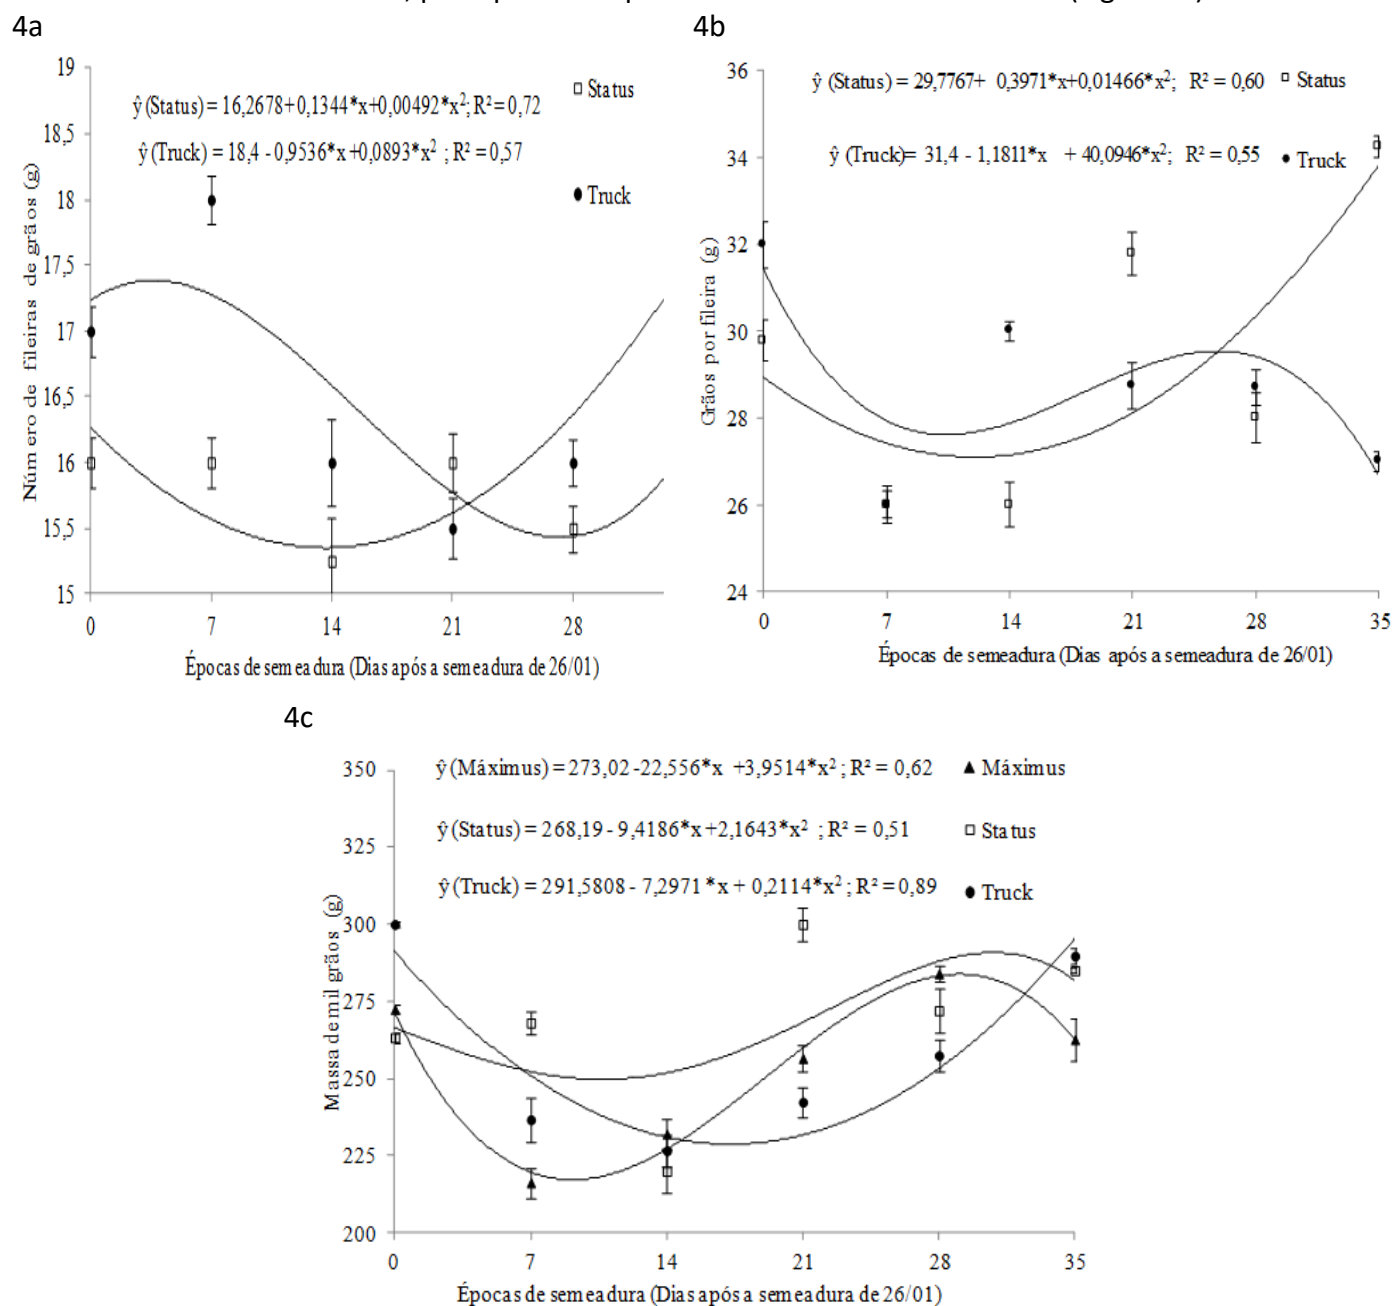 4a
4b
19
18,5
18
17,5
17
16,5
16
15,5
15
ŷ (Status) = 16,2678+0,1344*x+0,00492*x²; R² = 0,72
ŷ (Truck) = 18,4 - 0,9536*x +0,0893*x² ; R² = 0,57
Status
Truck
Número de fileiras de grãos (g)
0 7 14 21 28
Épocas de semeadura (Dias após a semeadura de 26/01)
36
34
32
30
28
26
24
ŷ (Status) = 29,7767+ 0,3971*x+0,01466*x²; R² = 0,60
ŷ (Truck)= 31,4 - 1,1811*x + 40,0946*x²; R² = 0,55
Status
Truck
Grãos por fileira (g)
0 7 14 21 28 35
Épocas de semeadura (Dias após a semeadura de 26/01)
4c
350
325
300
275
250
225
200
ŷ (Máximus) = 273,02 -22,556*x +3,9514*x² ; R² = 0,62
ŷ (Status) = 268,19 - 9,4186*x +2,1643*x² ; R² = 0,51
ŷ (Truck) = 291,5808 - 7,2971 *x + 0,2114*x² ; R² = 0,89
Máximus
Status
Truck
Massa de mil grãos (g)
0 7 14 21 28 35
Épocas de semeadura (Dias após a semeadura de 26/01)